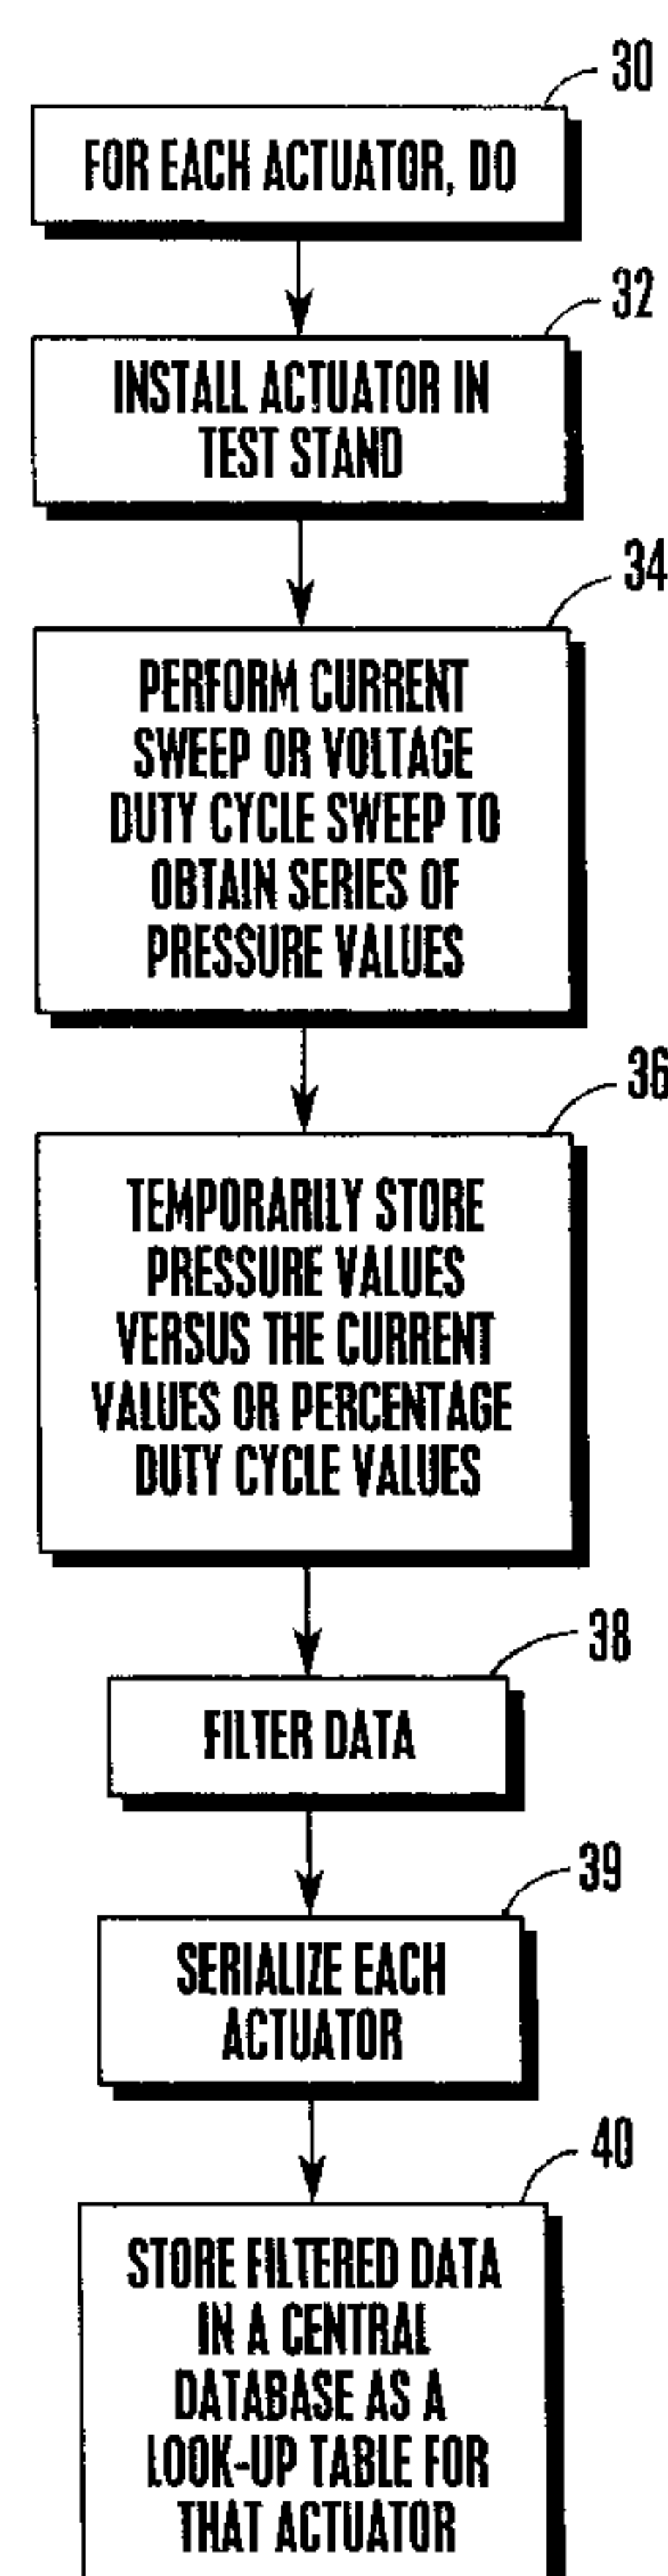 30
FOR EACH ACTUATOR, DO
32
INSTALL ACTUATOR IN
TEST STAND
34
PERFORM CURRENT
SWEEP OR VOLTAGE
DUTY CYCLE SWEEP TO
OBTAIN SERIES OF
PRESSURE VALUES
36
TEMPORARILY STORE
PRESSURE VALUES
VERSUS THE CURRENT
VALUES OR PERCENTAGE
DUTY CYCLE VALUES
38
FILTER DATA
39
SERIALIZE EACH
ACTUATOR
40
STORE FILTERED DATA
IN A CENTRAL
DATABASE AS A
LOOK-UP TABLE FOR
THAT ACTUATOR